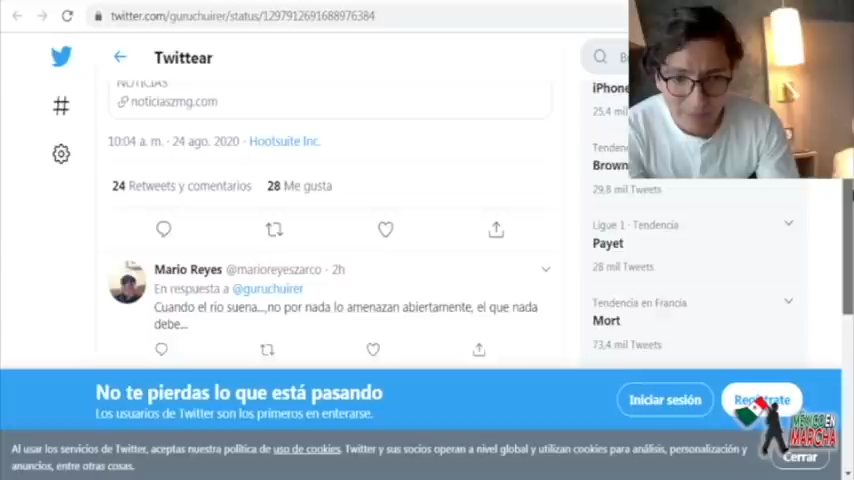 twitter.com/guruchuirer/status/1297912691688976384
Twittear
NOTICIAS
noticiaszmg.com
10:04 a. m. · 24 ago. 2020 · Hootsuite Inc.
24 Retweets y comentarios 28 Me gusta
Mario Reyes @marioreyeszarco · 2h
En respuesta a @guruchuirer
Cuando el rio suena...,no por nada lo amenazan abiertamente, el que nada
debe...
iPhone
25,4 mil
Tendenc
Brown
29,8 mil Tweets
Ligue 1 · Tendencia
Payet
28 mil Tweets
Tendencia en Francia
Mort
73,4 mil Tweets
No te pierdas lo que está pasando
Los usuarios de Twitter son los primeros en enterarse.
Iniciar sesión
Regístrate
MÉXICO EN
MARCHA
Al usar los servicios de Twitter, aceptas nuestra política de uso de cookies. Twitter y sus socios operan a nivel global y utilizan cookies para análisis, personalización y
anuncios, entre otras cosas.
Cerrar